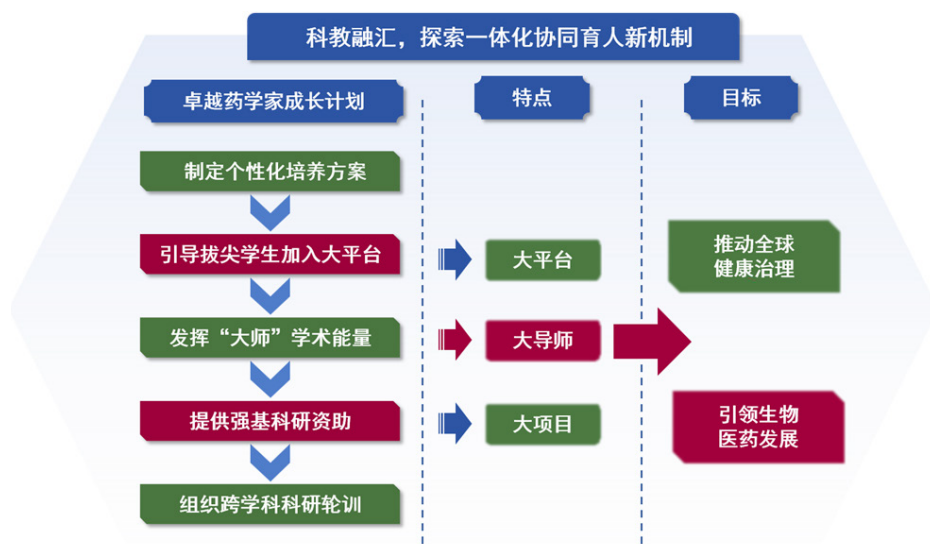 科教融汇，探索一体化协同育人新机制
卓越药学家成长计划
特点
目标
制定个性化培养方案
引导拔尖学生加入大平台
发挥“大师”学术能量
提供强基科研资助
组织跨学科科研轮训
大平台
大导师
大项目
推动全球
健康治理
引领生物
医药发展